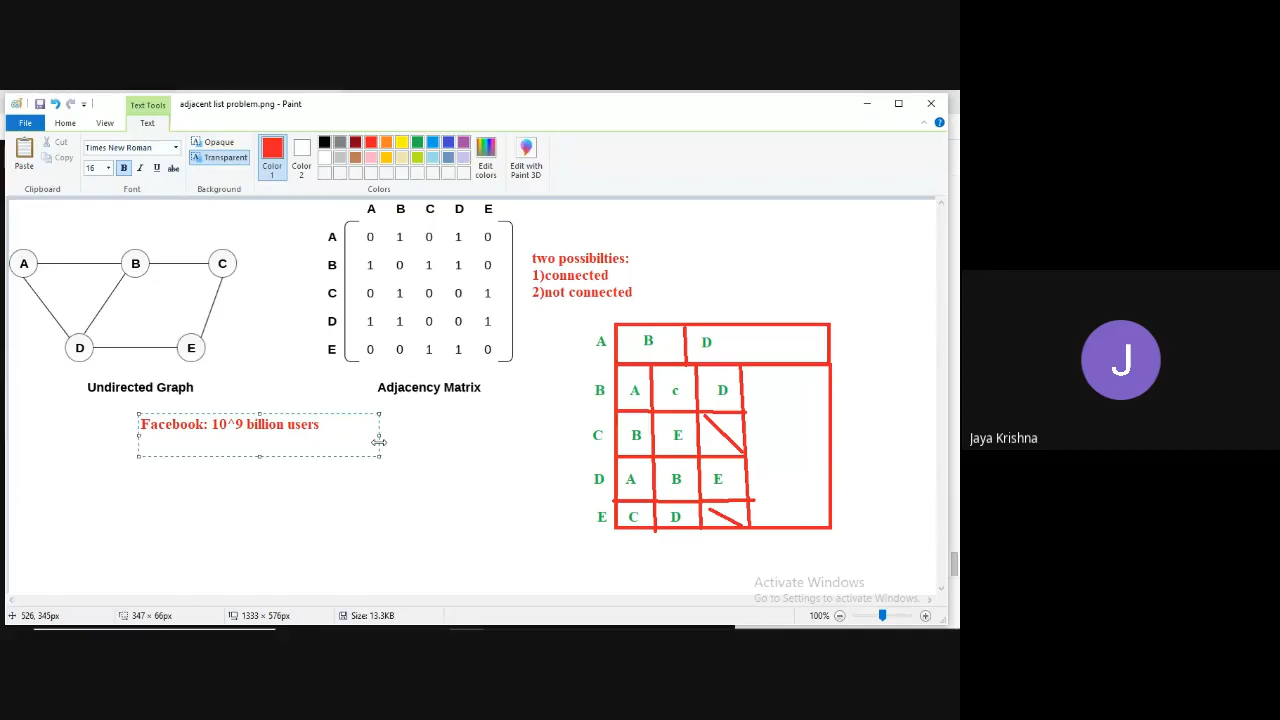 Text Tools
adjacent list problem.png - Paint
File
Home
View
Text
Paste
Cut
Copy
Times New Roman
16
B I U abc
Opaque
Transparent
Color 1
Color 2
Edit colors
Edit with Paint 3D
Clipboard
Font
Background
Colors
A B C D E
A 0 1 0 1 0
B 1 0 1 1 0
C 0 1 0 0 1
D 1 1 0 0 1
E 0 0 1 1 0
A B C
D E
Undirected Graph
Adjacency Matrix
two possibilties:
1)connected
2)not connected
Facebook: 10^9 billion users
A B D
B A c D
C B E
D A B E
E C D
Activate Windows
Go to Settings to activate Windows.
526, 345px
347 × 66px
1333 × 576px
Size: 13.3KB
100%
J
Jaya Krishna